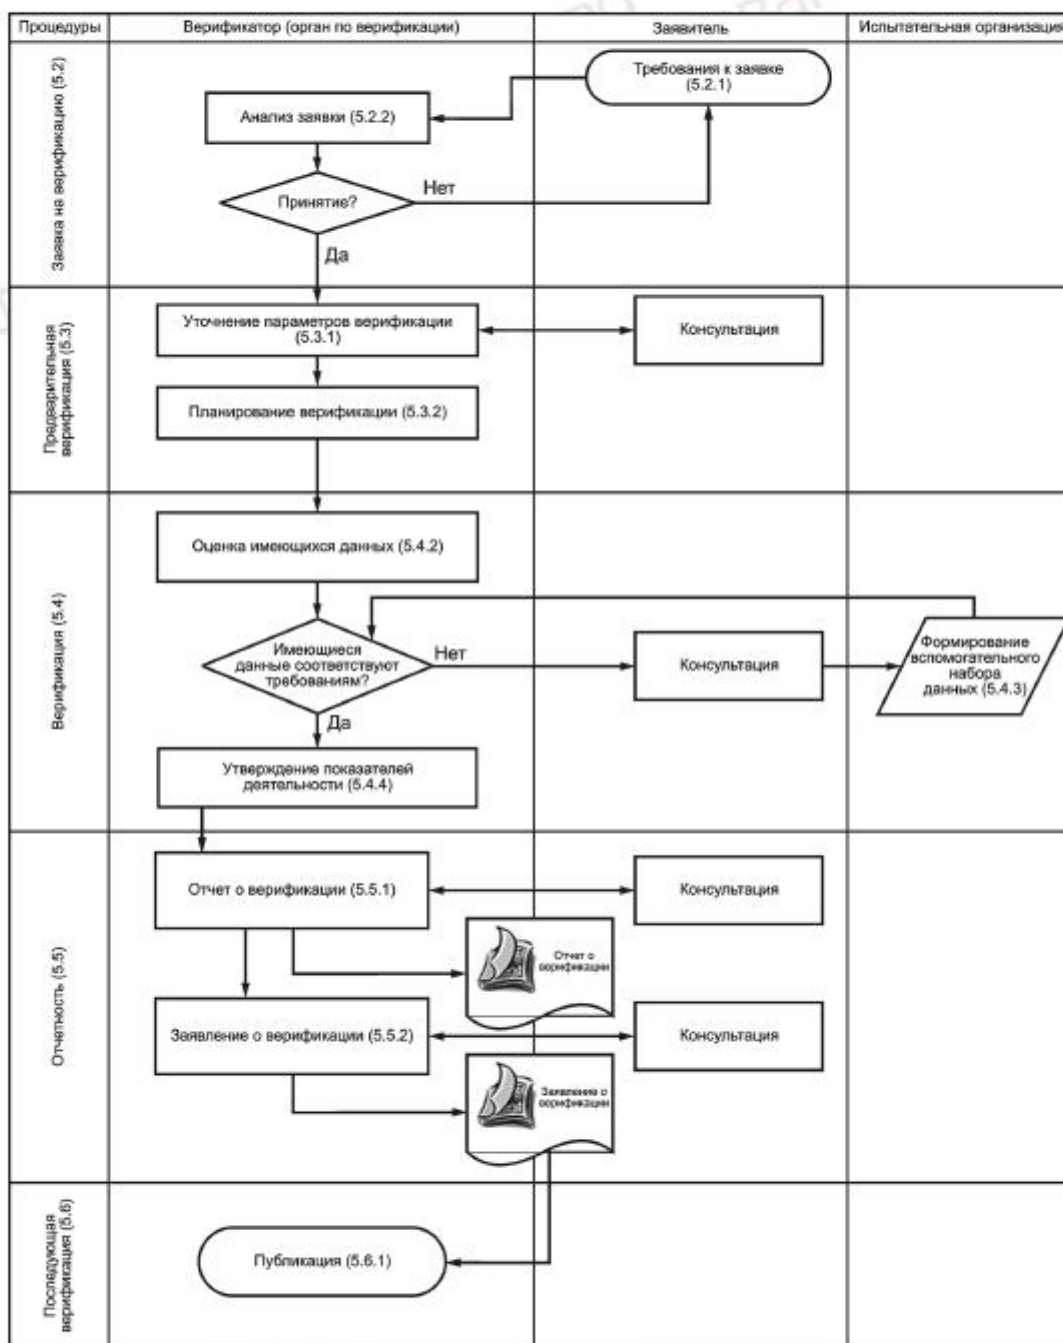 Процедуры
Верификатор (орган по верификации)
Заявитель
Испытательная организация
Заявка на верификацию (5.2)
Требования к заявке
(5.2.1)
Анализ заявки (5.2.2)
Принятие?
Нет
Да
Предварительная
верификация (5.3)
Уточнение параметров верификации
(5.3.1)
Консультация
Планирование верификации (5.3.2)
Верификация (5.4)
Оценка имеющихся данных (5.4.2)
Имеющиеся
данные соответствуют
требованиям?
Нет
Консультация
Формирование
вспомогательного
набора
данных (5.4.3)
Да
Утверждение показателей
деятельности (5.4.4)
Отчетность (5.5)
Отчет о верификации (5.5.1)
Консультация
Отчет о
верификации
Заявление о верификации (5.5.2)
Консультация
Заявление о
верификации
Последующая
верификация (5.6)
Публикация (5.6.1)